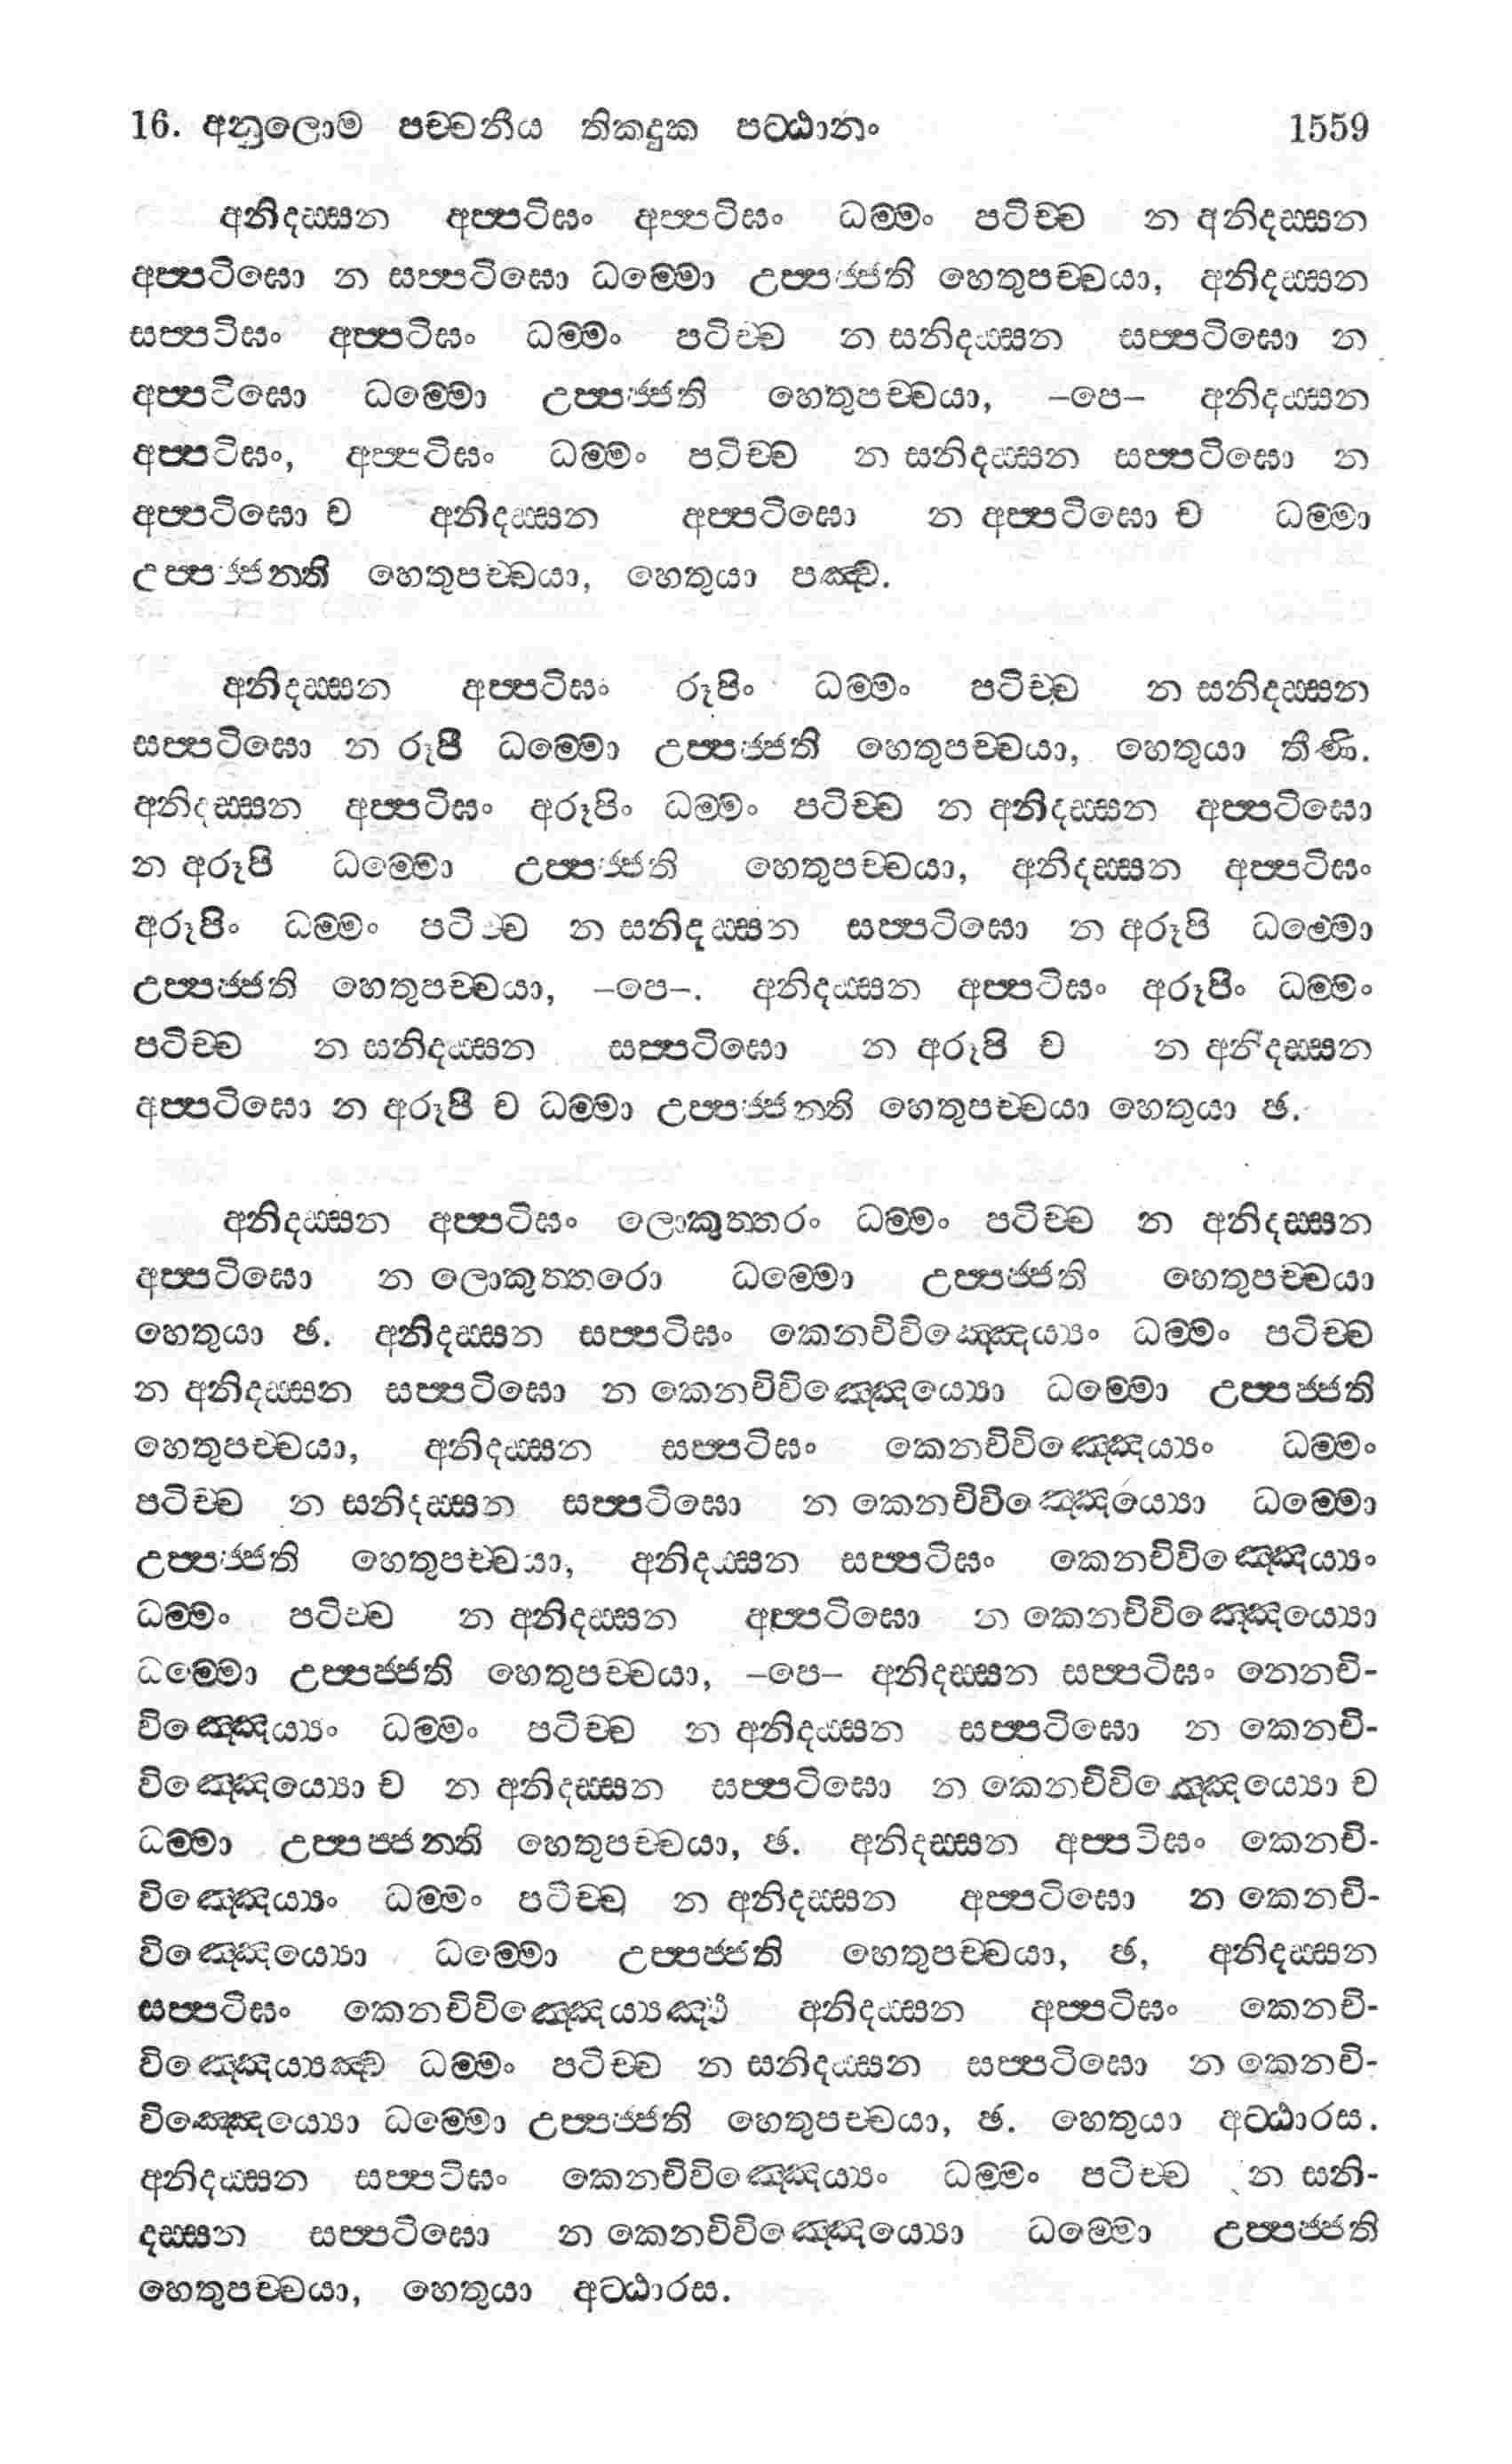 16. අනුලොම පච්චනීය තිකදුක පට්ඨානං 1559
අනිදස්සන අප්පටිඝං අප්පටිඝං ධම්මං පටිච්ච න අනිදස්සන
අප්පටිඝො න සප්පටිඝො ධම්මො උප්පජ්ජති හෙතුපච්චයා, අනිදස්සන
සප්පටිඝං අප්පටිඝං ධම්මං පටිච්ච න සනිදස්සන සප්පටිඝො න
අප්පටිඝො ධම්මො උප්පජ්ජති හෙතුපච්චයා, –පෙ– අනිදස්සන
අප්පටිඝං, අප්පටිඝං ධම්මං පටිච්ච න සනිදස්සන සප්පටිඝො න
අප්පටිඝො ච අනිදස්සන අප්පටිඝො න අප්පටිඝො ච ධම්මා
උප්පජ්ජන්ති හෙතුපච්චයා, හෙතුයා පඤ්ච.
අනිදස්සන අප්පටිඝං රූපිං ධම්මං පටිච්ච න සනිදස්සන
සප්පටිඝො න රූපී ධම්මො උප්පජ්ජති හෙතුපච්චයා, හෙතුයා තීණි.
අනිදස්සන අප්පටිඝං අරූපිං ධම්මං පටිච්ච න අනිදස්සන අප්පටිඝො
න අරූපි ධම්මො උප්පජ්ජති හෙතුපච්චයා, අනිදස්සන අප්පටිඝං
අරූපිං ධම්මං පටිච්ච න සනිදස්සන සප්පටිඝො න අරූපි ධම්මො
උප්පජ්ජති හෙතුපච්චයා, –පෙ–. අනිදස්සන අප්පටිඝං අරූපිං ධම්මං
පටිච්ච න සනිදස්සන සප්පටිඝො න අරූපි ච න අනිදස්සන
අප්පටිඝො න අරූපී ච ධම්මා උප්පජ්ජන්ති හෙතුපච්චයා හෙතුයා ඡ.
අනිදස්සන අප්පටිඝං ලොකුත්තරං ධම්මං පටිච්ච න අනිදස්සන
අප්පටිඝො න ලොකුත්තරො ධම්මො උප්පජ්ජති හෙතුපච්චයා
හෙතුයා ඡ. අනිදස්සන සප්පටිඝං කෙනචිවිඤ්ඤෙය්‍යං ධම්මං පටිච්ච
න අනිදස්සන සප්පටිඝො න කෙනචිවිඤ්ඤෙය්‍යො ධම්මො උප්පජ්ජති
හෙතුපච්චයා, අනිදස්සන සප්පටිඝං කෙනචිවිඤ්ඤෙය්‍යං ධම්මං
පටිච්ච න සනිදස්සන සප්පටිඝො න කෙනචිවිඤ්ඤෙය්‍යො ධම්මො
උප්පජ්ජති හෙතුපච්චයා, අනිදස්සන සප්පටිඝං කෙනචිවිඤ්ඤෙය්‍යං
ධම්මං පටිච්ච න අනිදස්සන අප්පටිඝො න කෙනචිවිඤ්ඤෙය්‍යො
ධම්මො උප්පජ්ජති හෙතුපච්චයා, –පෙ– අනිදස්සන සප්පටිඝං නෙනචි-
විඤ්ඤෙය්‍යං ධම්මං පටිච්ච න අනිදස්සන සප්පටිඝො න කෙනචි-
විඤ්ඤෙය්‍යො ච න අනිදස්සන සප්පටිඝො න කෙනචිවිඤ්ඤෙය්‍යො ච
ධම්මා උප්පජ්ජන්ති හෙතුපච්චයා, ඡ. අනිදස්සන අප්පටිඝං කෙනචි-
විඤ්ඤෙය්‍යං ධම්මං පටිච්ච න අනිදස්සන අප්පටිඝො න කෙනචි-
විඤ්ඤෙය්‍යො ධම්මො උප්පජ්ජති හෙතුපච්චයා, ඡ, අනිදස්සන
සප්පටිඝං කෙනචිවිඤ්ඤෙය්‍යඤ්ච අනිදස්සන අප්පටිඝං කෙනචි-
විඤ්ඤෙය්‍යඤ්ච ධම්මං පටිච්ච න සනිදස්සන සප්පටිඝො න කෙනචි-
විඤ්ඤෙය්‍යො ධම්මො උප්පජ්ජති හෙතුපච්චයා, ඡ. හෙතුයා අට්ඨාරස.
අනිදස්සන සප්පටිඝං කෙනචිවිඤ්ඤෙය්‍යං ධම්මං පටිච්ච න සනි-
දස්සන සප්පටිඝො න කෙනචිවිඤ්ඤෙය්‍යො ධම්මො උප්පජ්ජති
හෙතුපච්චයා, හෙතුයා අට්ඨාරස.